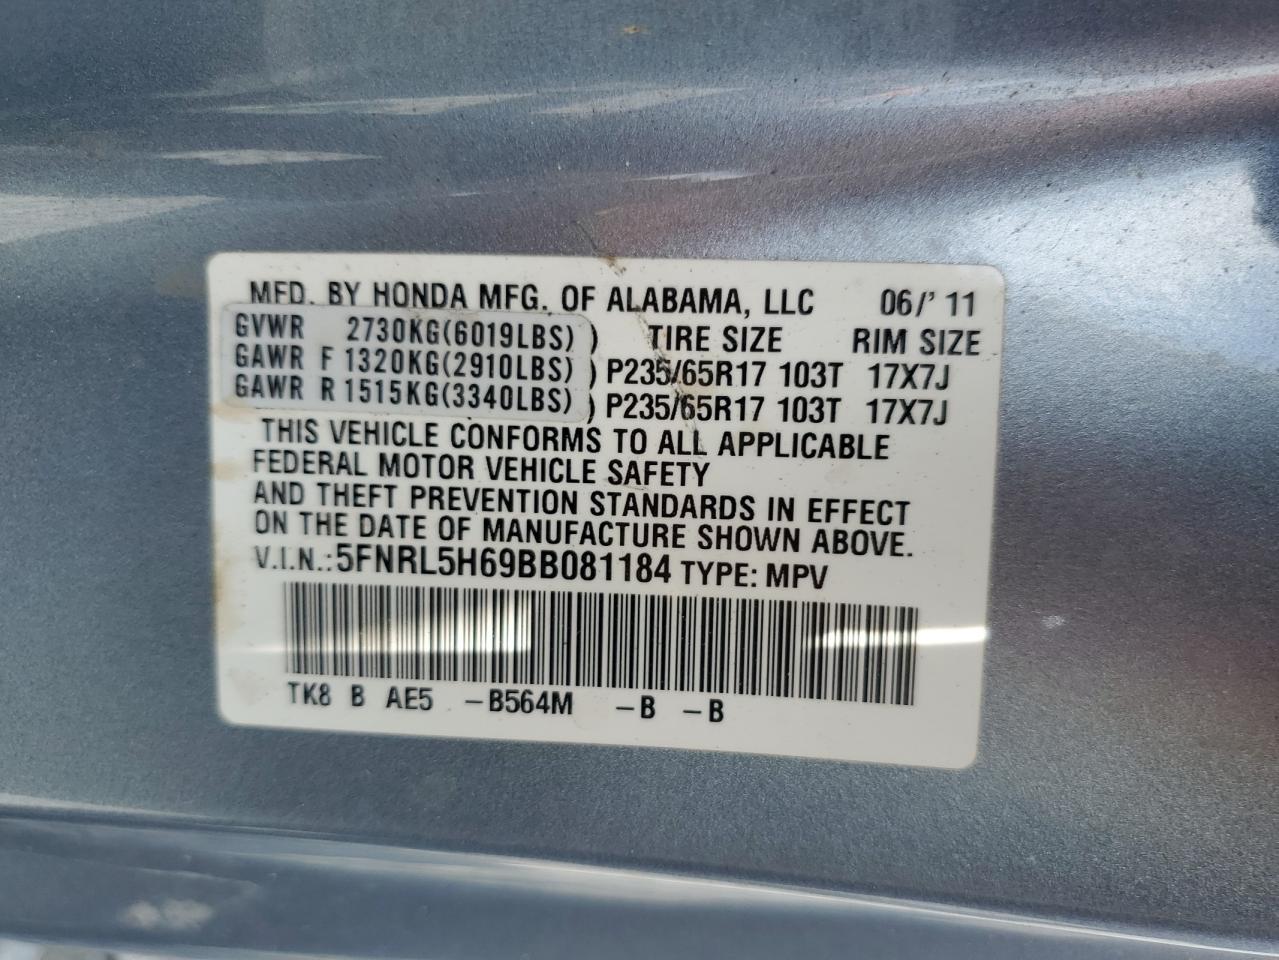 MFD. BY HONDA MFG. OF ALABAMA, LLC 06/' 11
GVWR 2730KG(6019LBS) ) TIRE SIZE RIM SIZE
GAWR F 1320KG(2910LBS) ) P235/65R17 103T 17X7J
GAWR R 1515KG(3340LBS) ) P235/65R17 103T 17X7J
THIS VEHICLE CONFORMS TO ALL APPLICABLE
FEDERAL MOTOR VEHICLE SAFETY
AND THEFT PREVENTION STANDARDS IN EFFECT
ON THE DATE OF MANUFACTURE SHOWN ABOVE.
V.I.N.:5FNRL5H69BB081184 TYPE: MPV
TK8 B AE5 -B564M -B -B